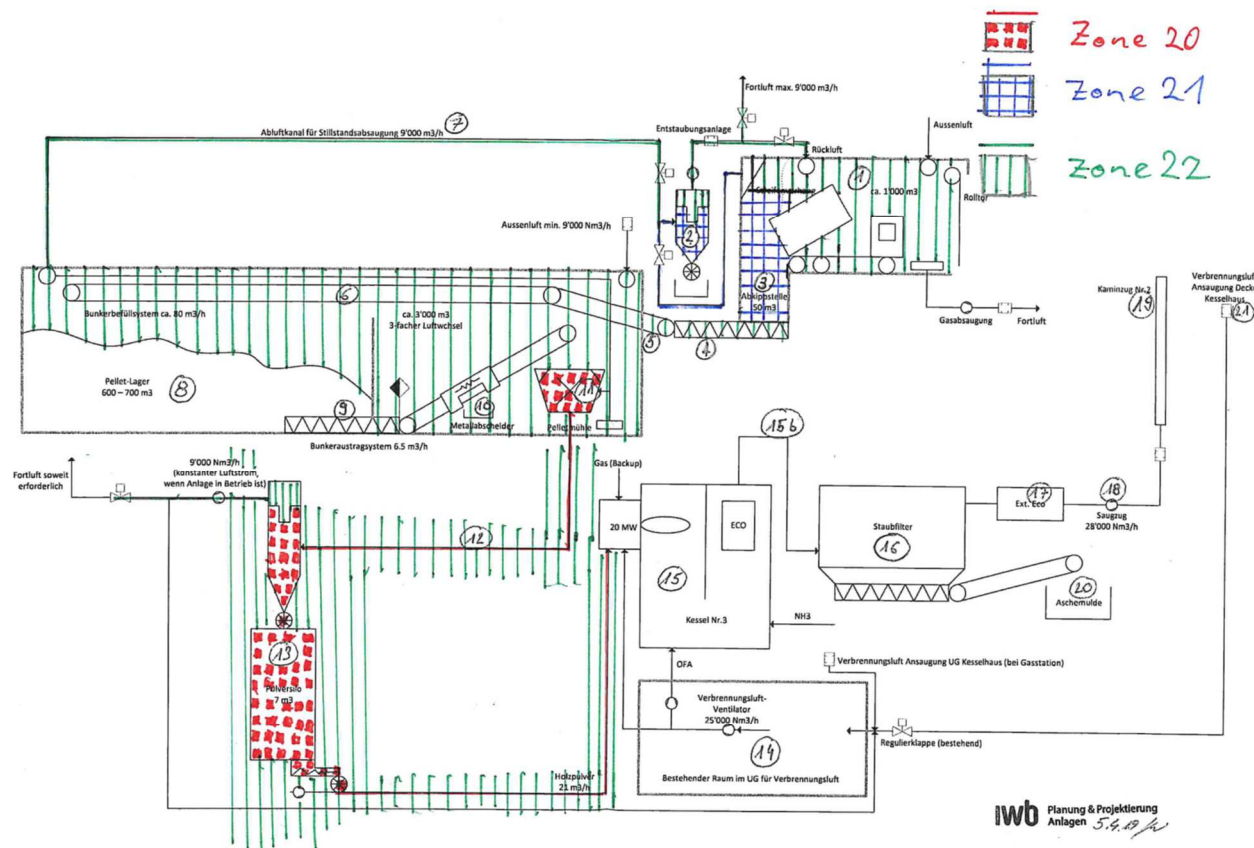 Zone 20
Zone 21
Zone 22
Fortluft max. 9'000 m3/h
Abluftkanal für Stillstandsabsaugung 9'000 m3/h
7
Entstaubungsanlage
Rückluft
Aussenluft
1
ca. 1'000 m3
Rolltor
Aussenluft min. 9'000 Nm3/h
2
3
Abkippstelle
50 m3
Gasabsaugung
Fortluft
Kaminzug Nr.2
19
Verbrennungsluft
Ansaugung Decke
Kesselhaus
21
6
Bunkerbefüllsystem ca. 80 m3/h
ca. 3'000 m3
3-facher Luftwechsel
5
4
Pellet-Lager
600 – 700 m3
8
9
10
Metallabscheider
11
Pelletmühle
Bunkeraustragsystem 6.5 m3/h
Fortluft soweit
erforderlich
9'000 Nm3/h
(konstanter Luftstrom,
wenn Anlage in Betrieb ist)
12
Gas (Backup)
15b
20 MW
ECO
15
Kessel Nr.3
NH3
OFA
Staubfilter
16
17
Ext. Eco
18
Saugzug
28'000 Nm3/h
20
Aschemulde
13
Pulversilo
7 m3
Holzpulver
21 m3/h
Verbrennungsluft Ansaugung UG Kesselhaus (bei Gasstation)
Verbrennungsluft-
Ventilator
25'000 Nm3/h
14
Bestehender Raum im UG für Verbrennungsluft
Regulierklappe (bestehend)
iwb
Planung & Projektierung
Anlagen
5.4.19